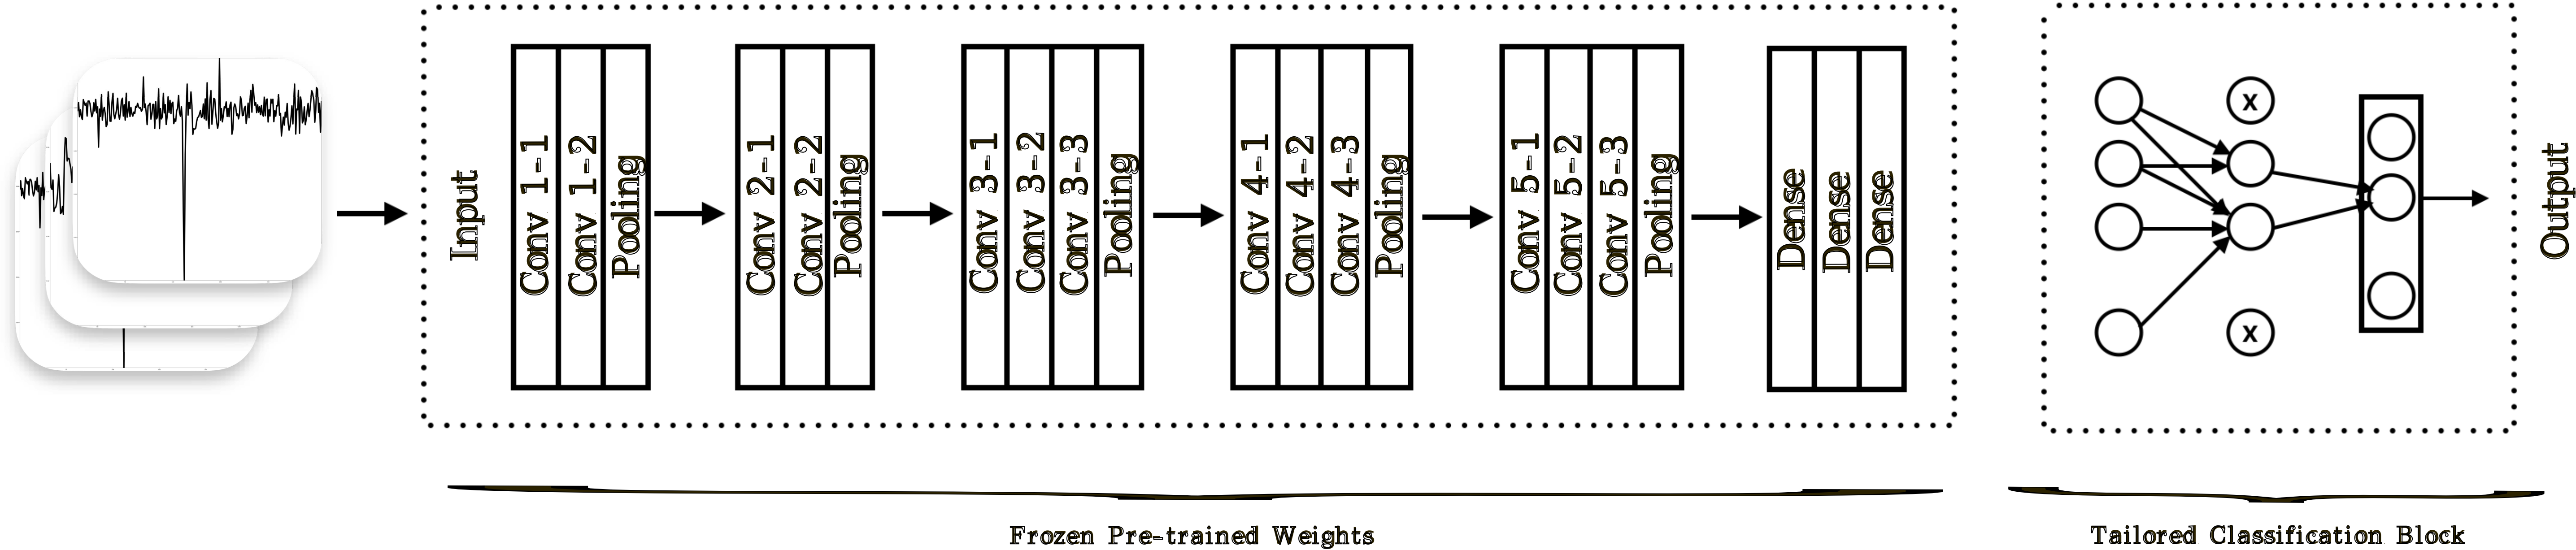 Input
Conv 1-1
Conv 1-2
Pooling
Conv 2-1
Conv 2-2
Pooling
Conv 3-1
Conv 3-2
Conv 3-3
Pooling
Conv 4-1
Conv 4-2
Conv 4-3
Pooling
Conv 5-1
Conv 5-2
Conv 5-3
Pooling
Dense
Dense
Dense
x
x
Output
Frozen Pre-trained Weights
Tailored Classification Block